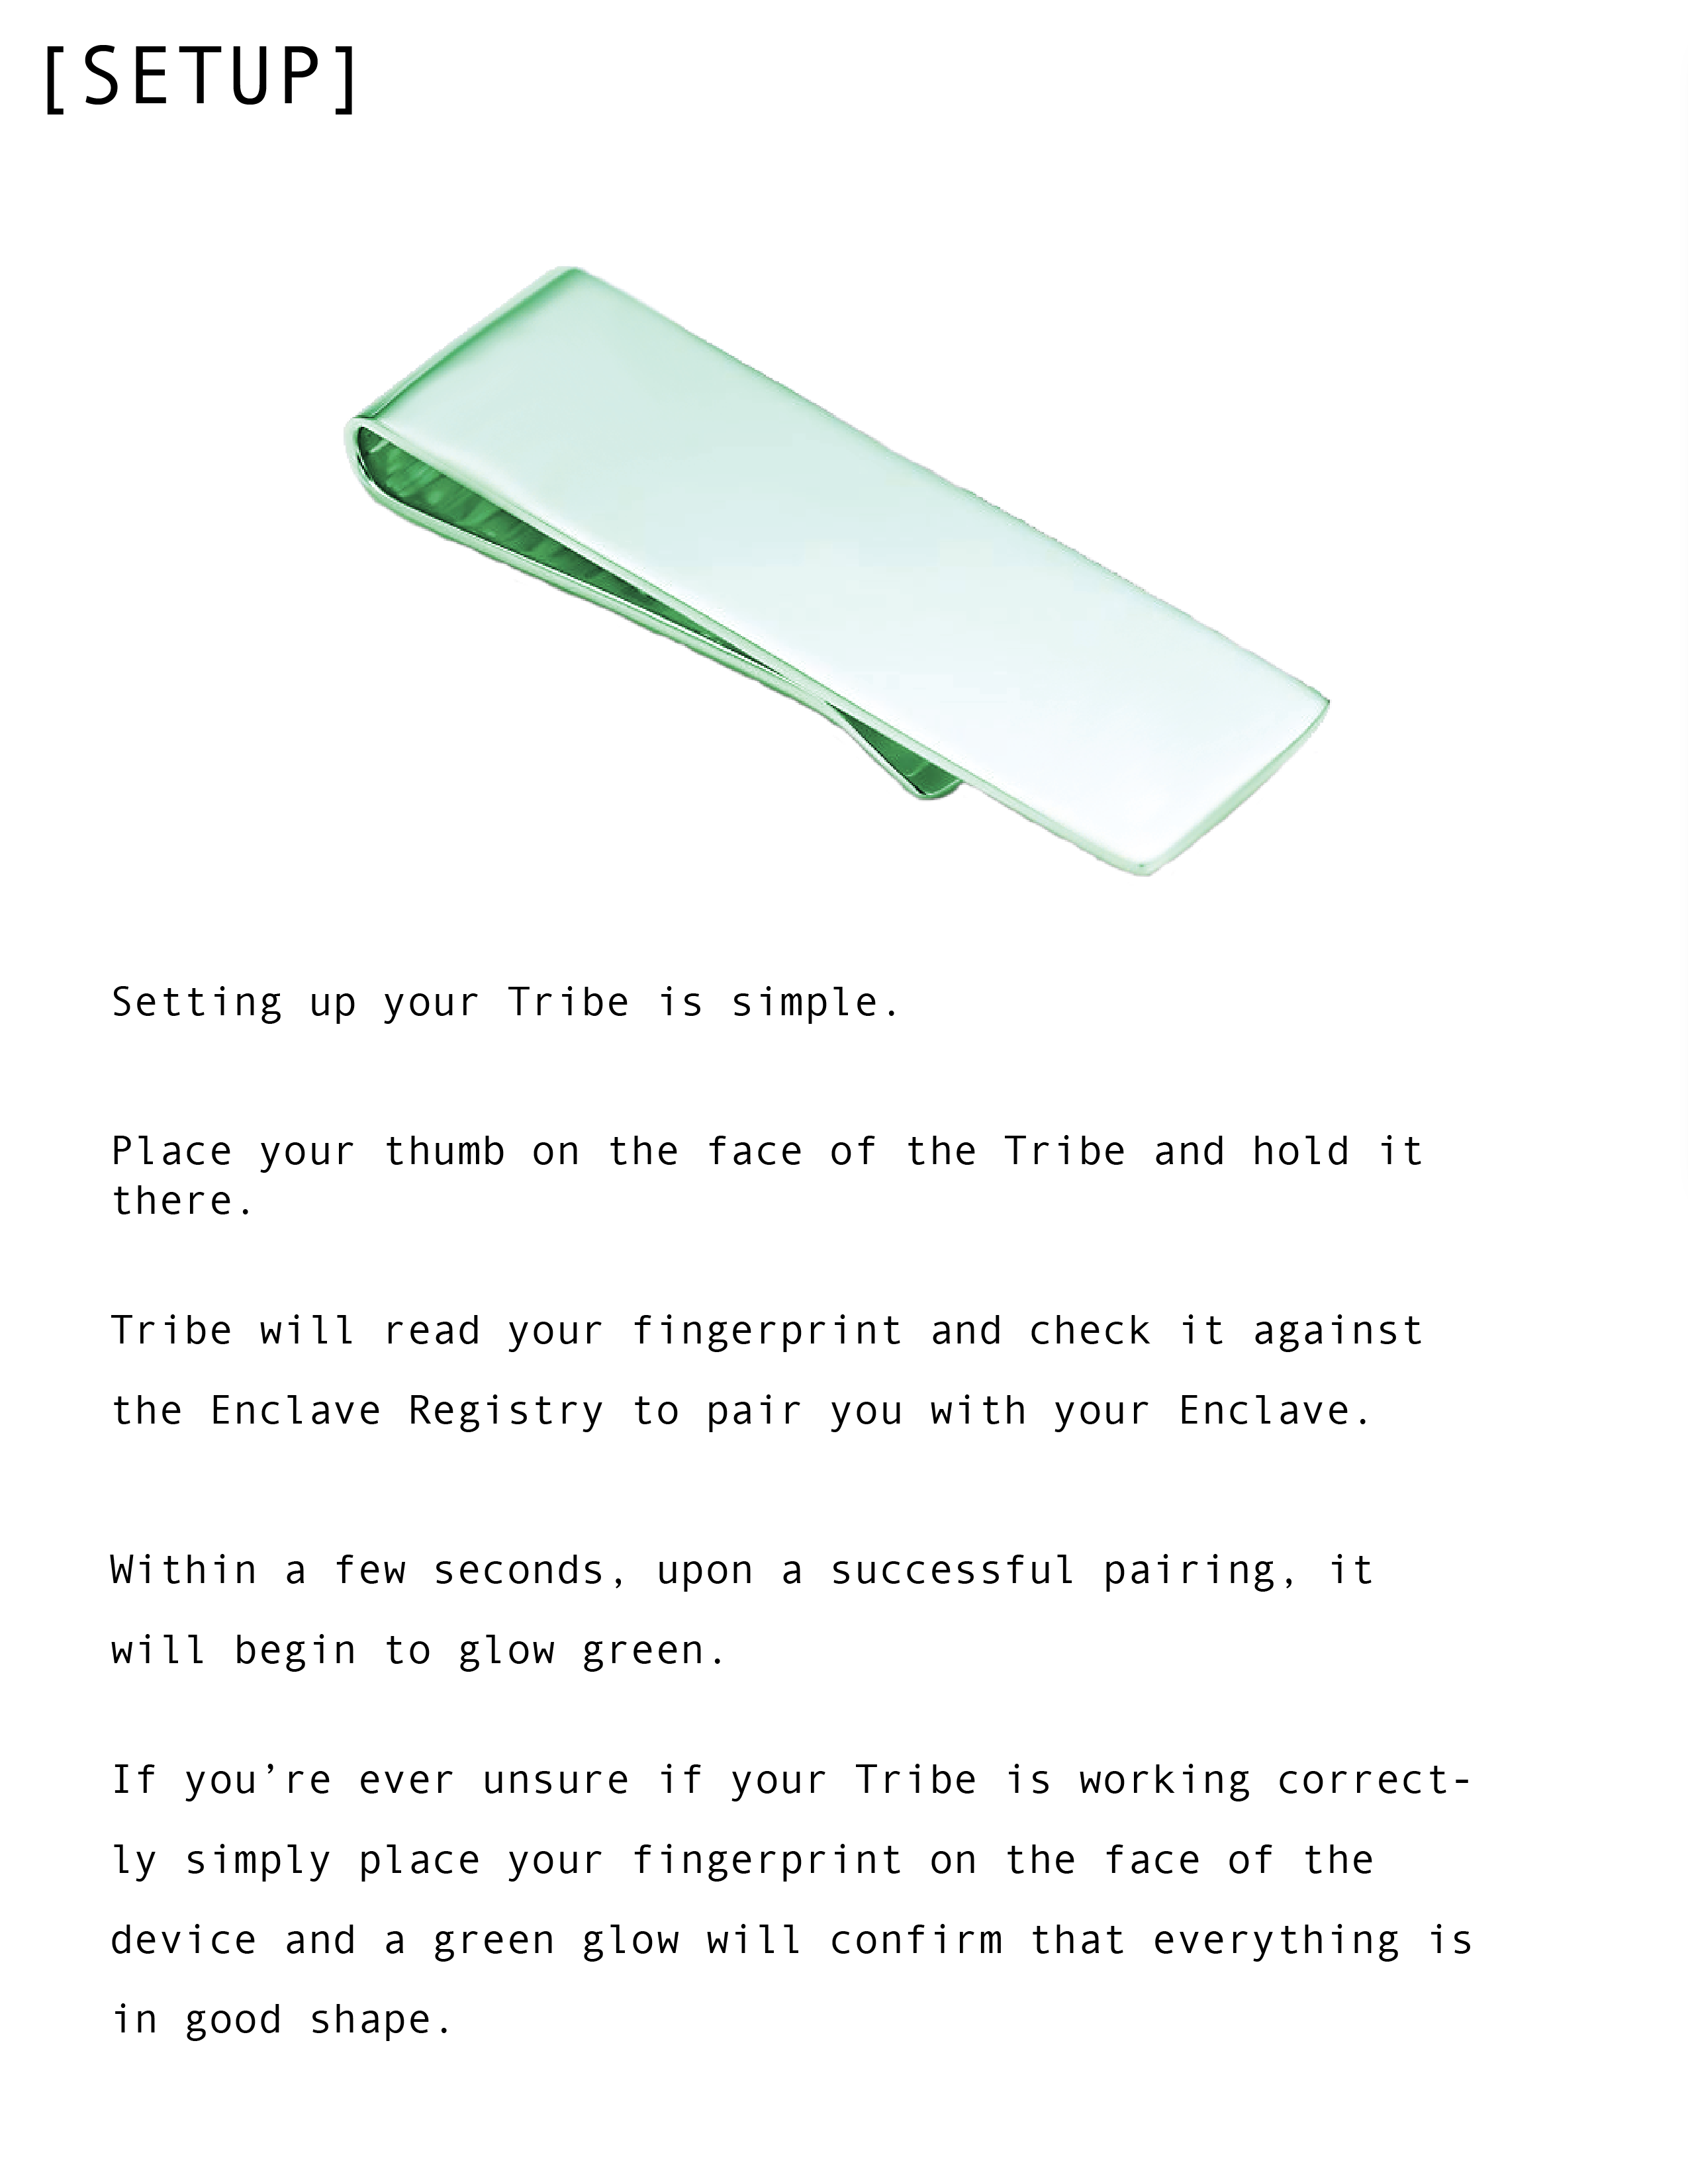 [SETUP]
Setting up your Tribe is simple.
Place your thumb on the face of the Tribe and hold it
there.
Tribe will read your fingerprint and check it against
the Enclave Registry to pair you with your Enclave.
Within a few seconds, upon a successful pairing, it
will begin to glow green.
If you’re ever unsure if your Tribe is working correct-
ly simply place your fingerprint on the face of the
device and a green glow will confirm that everything is
in good shape.